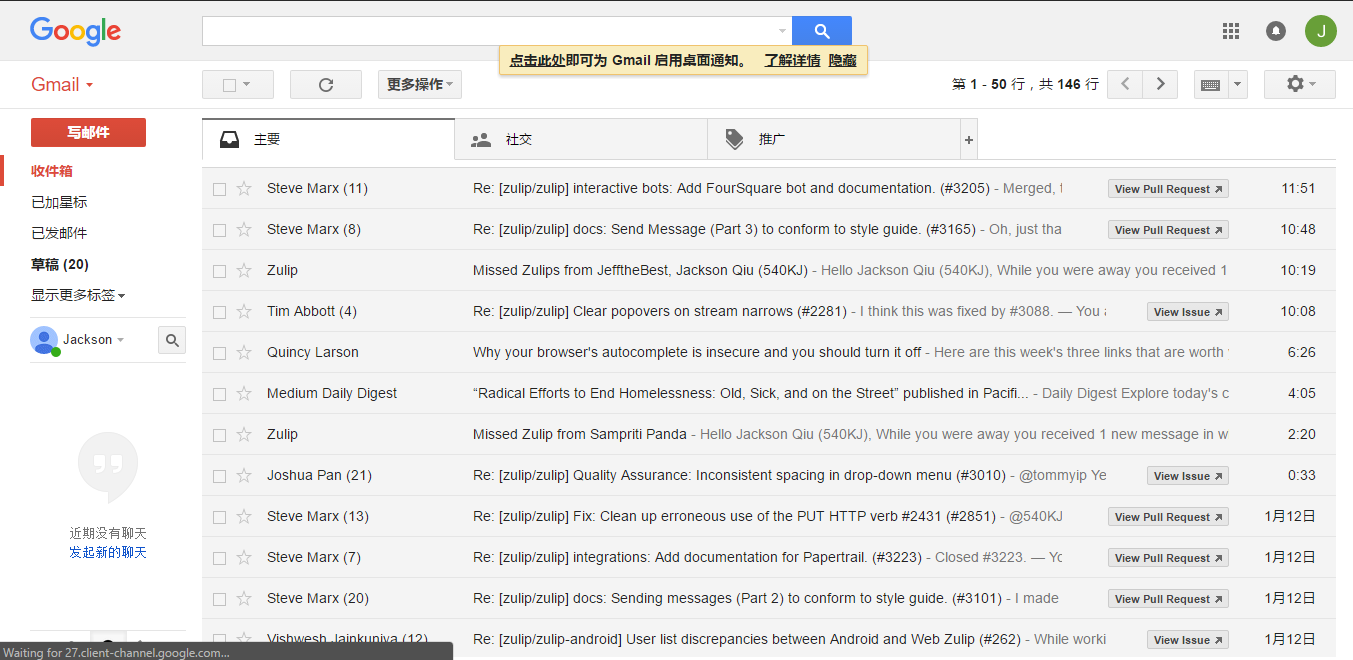 Google
J
点击此处即可为 Gmail 启用桌面通知。 了解详情 隐藏
Gmail
更多操作
第 1 - 50 行，共 146 行
写邮件
收件箱
已加星标
已发邮件
草稿 (20)
显示更多标签
Jackson
近期没有聊天
发起新的聊天
主要
社交
推广
+
Steve Marx (11) Re: [zulip/zulip] interactive bots: Add FourSquare bot and documentation. (#3205) - Merged, View Pull Request 11:51
Steve Marx (8) Re: [zulip/zulip] docs: Send Message (Part 3) to conform to style guide. (#3165) - Oh, just tha View Pull Request 10:48
Zulip Missed Zulips from JefftheBest, Jackson Qiu (540KJ) - Hello Jackson Qiu (540KJ), While you were away you received 1 10:19
Tim Abbott (4) Re: [zulip/zulip] Clear popovers on stream narrows (#2281) - I think this was fixed by #3088. — You View Issue 10:08
Quincy Larson Why your browser's autocomplete is insecure and you should turn it off - Here are this week's three links that are worth 6:26
Medium Daily Digest “Radical Efforts to End Homelessness: Old, Sick, and on the Street” published in Pacifi... - Daily Digest Explore today's c 4:05
Zulip Missed Zulip from Sampriti Panda - Hello Jackson Qiu (540KJ), While you were away you received 1 new message in w 2:20
Joshua Pan (21) Re: [zulip/zulip] Quality Assurance: Inconsistent spacing in drop-down menu (#3010) - @tommyip Ye View Issue 0:33
Steve Marx (13) Re: [zulip/zulip] Fix: Clean up erroneous use of the PUT HTTP verb #2431 (#2851) - @540KJ View Pull Request 1月12日
Steve Marx (7) Re: [zulip/zulip] integrations: Add documentation for Papertrail. (#3223) - Closed #3223. — Yo View Pull Request 1月12日
Steve Marx (20) Re: [zulip/zulip] docs: Sending messages (Part 2) to conform to style guide. (#3101) - I made View Pull Request 1月12日
Vishwesh Jainkuniya (12) Re: [zulip/zulip-android] User list discrepancies between Android and Web Zulip (#262) - While worki View Issue 1月12日
Waiting for 27.client-channel.google.com...